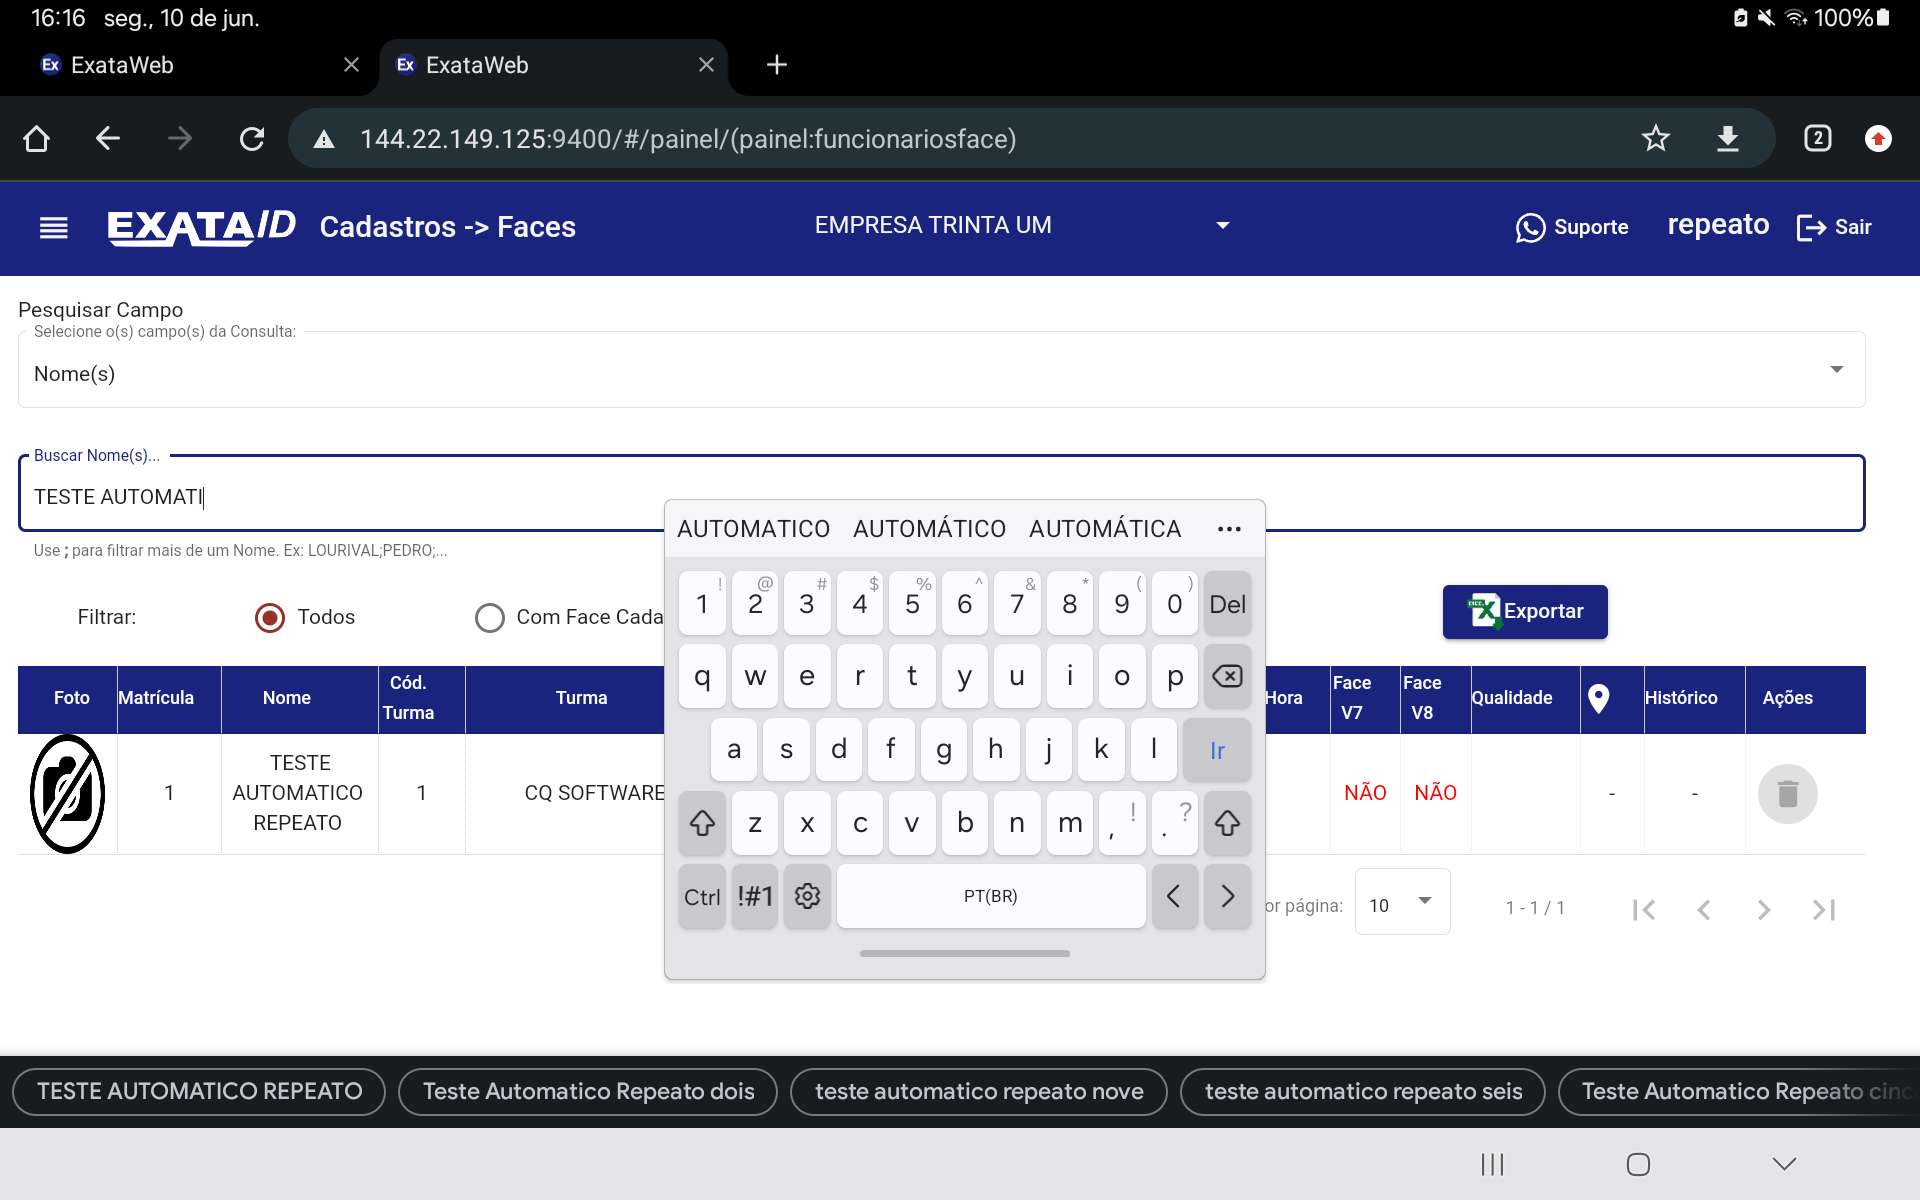 16:16 seg., 10 de jun.
100%
Ex ExataWeb
Ex ExataWeb
144.22.149.125:9400/#/painel/(painel:funcionariosface)
2
EXATA/ID
Cadastros -> Faces
EMPRESA TRINTA UM
Suporte
repeato
Sair
Pesquisar Campo
Selecione o(s) campo(s) da Consulta:
Nome(s)
Buscar Nome(s)...
TESTE AUTOMATI
Use ; para filtrar mais de um Nome. Ex: LOURIVAL;PEDRO;...
Filtrar: Todos Com Face Cada
Exportar
AUTOMATICO AUTOMÁTICO AUTOMÁTICA ...
! @ # $ % ^ & * ( )
1 2 3 4 5 6 7 8 9 0 Del
q w e r t y u i o p
a s d f g h j k l Ir
z x c v b n m , ! . ?
Ctrl !#1 PT(BR) < >
Foto Matrícula Nome Cód. Turma Turma Hora Face V7 Face V8 Qualidade Histórico Ações
1 TESTE AUTOMATICO REPEATO 1 CQ SOFTWARE NÃO NÃO - -
or página: 10 1 - 1 / 1
TESTE AUTOMATICO REPEATO
Teste Automatico Repeato dois
teste automatico repeato nove
teste automatico repeato seis
Teste Automatico Repeato cinc